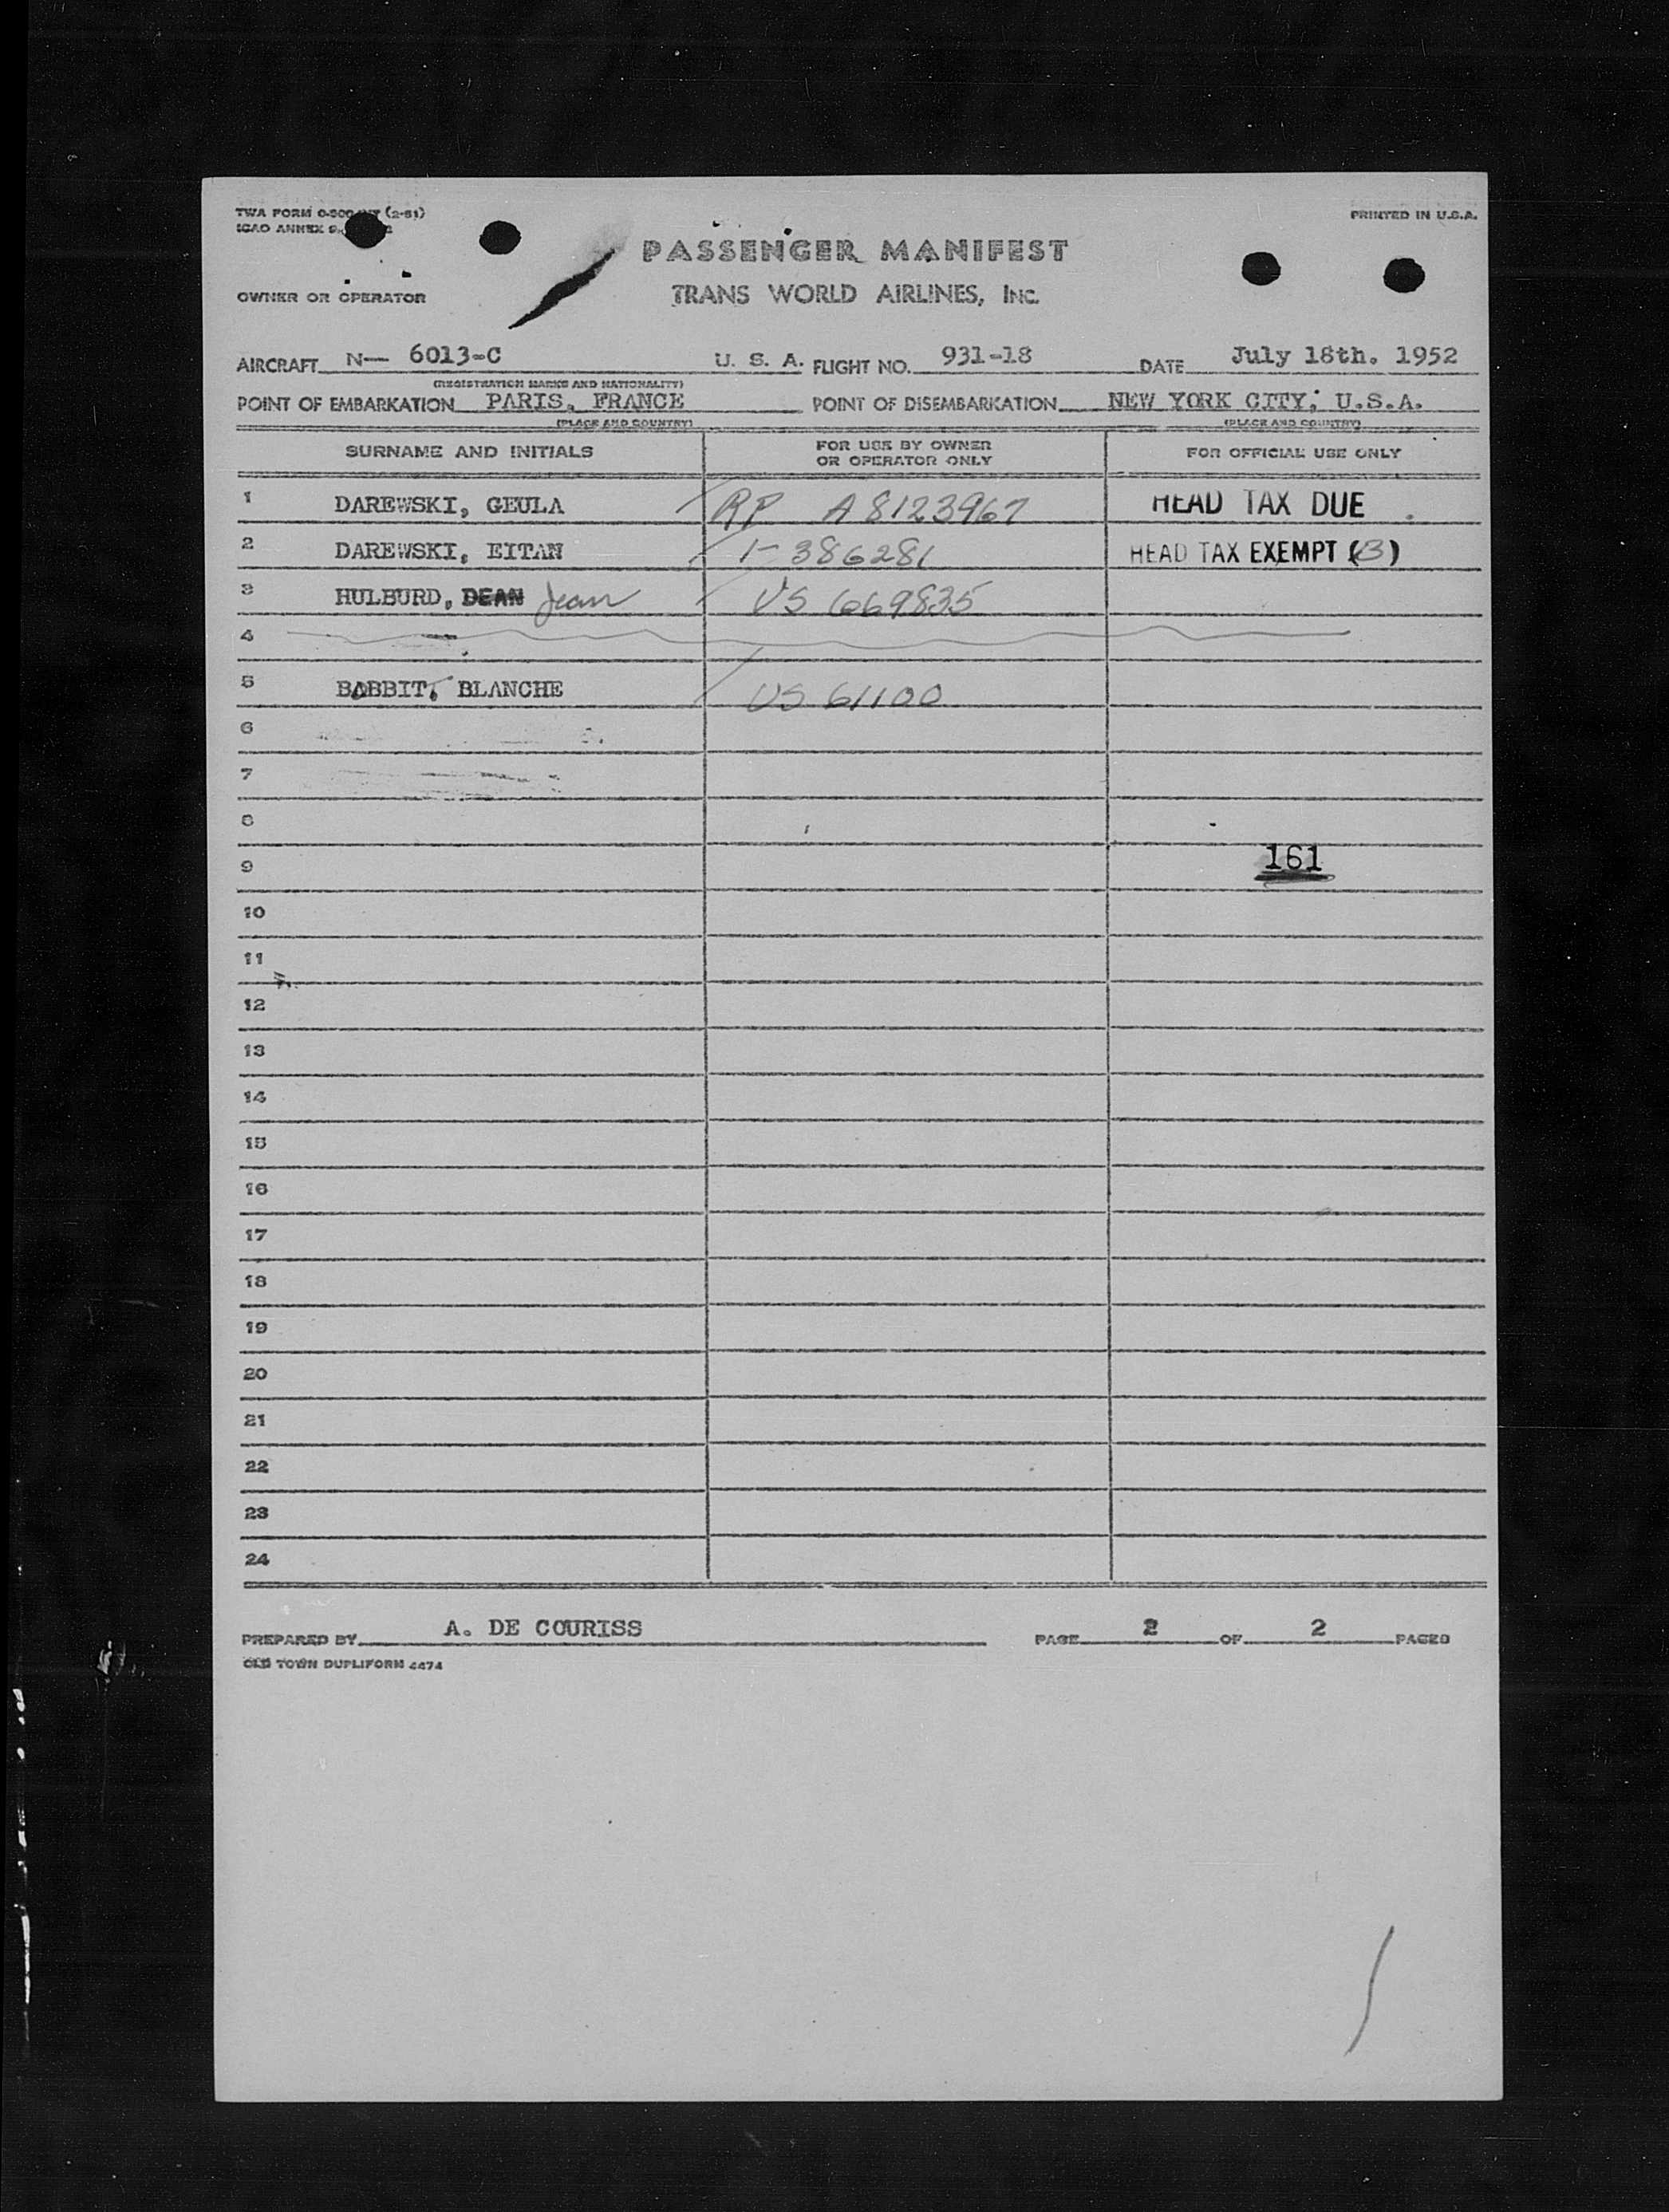 TWA FORM (2-51)
PRINTED IN U.S.A.
ICAO ANNEX 9,
PASSENGER MANIFEST
OWNER OR OPERATOR
TRANS WORLD AIRLINES, INC.
AIRCRAFT N— 6013-C U. S. A. FLIGHT NO. 931-18 DATE July 18th. 1952
(REGISTRATION MARKS AND NATIONALITY)
POINT OF EMBARKATION PARIS, FRANCE POINT OF DISEMBARKATION NEW YORK CITY, U.S.A.
(PLACE AND COUNTRY) (PLACE AND COUNTRY)
SURNAME AND INITIALS FOR USE BY OWNER OR OPERATOR ONLY FOR OFFICIAL USE ONLY
1 DAREWSKI, GEULA RP A8123967 HEAD TAX DUE
2 DAREWSKI, EITAN 1-386281 HEAD TAX EXEMPT (3)
3 HULBURD, DEAN Jean US 669835
4
5 BABBIT, BLANCHE US 61100
6
7
8
9 161
10
11
12
13
14
15
16
17
18
19
20
21
22
23
24
PREPARED BY A. DE COURISS PAGE 2 OF 2 PAGES
OLD TOWN DUPLIFORM 4474